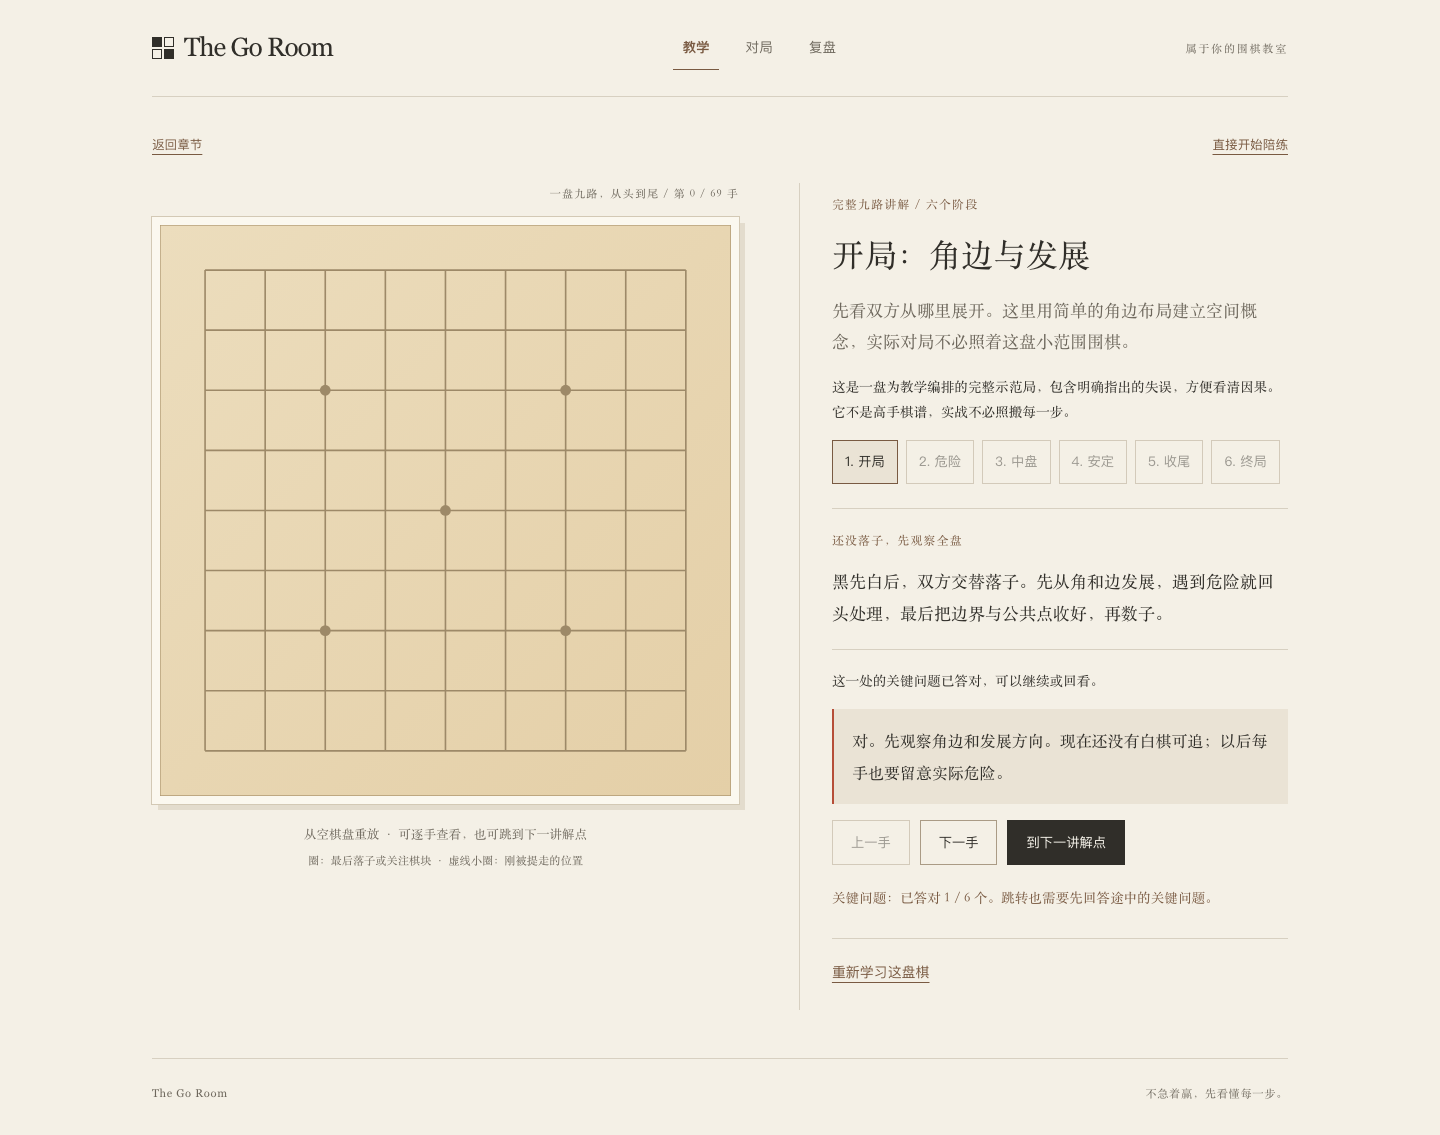 The Go Room
教学
对局
复盘
属于你的围棋教室
返回章节
直接开始陪练
一盘九路，从头到尾 / 第 0 / 69 手
完整九路讲解 / 六个阶段
开局：角边与发展
先看双方从哪里展开。这里用简单的角边布局建立空间概
念，实际对局不必照着这盘小范围围棋。
这是一盘为教学编排的完整示范局，包含明确指出的失误，方便看清因果。
它不是高手棋谱，实战不必照搬每一步。
1. 开局
2. 危险
3. 中盘
4. 安定
5. 收尾
6. 终局
还没落子，先观察全盘
黑先白后，双方交替落子。先从角和边发展，遇到危险就回
头处理，最后把边界与公共点收好，再数子。
这一处的关键问题已答对，可以继续或回看。
对。先观察角边和发展方向。现在还没有白棋可追；以后每
手也要留意实际危险。
上一手
下一手
到下一讲解点
从空棋盘重放 · 可逐手查看，也可跳到下一讲解点
圈：最后落子或关注棋块 · 虚线小圈：刚被提走的位置
关键问题：已答对 1 / 6 个。跳转也需要先回答途中的关键问题。
重新学习这盘棋
The Go Room
不急着赢，先看懂每一步。